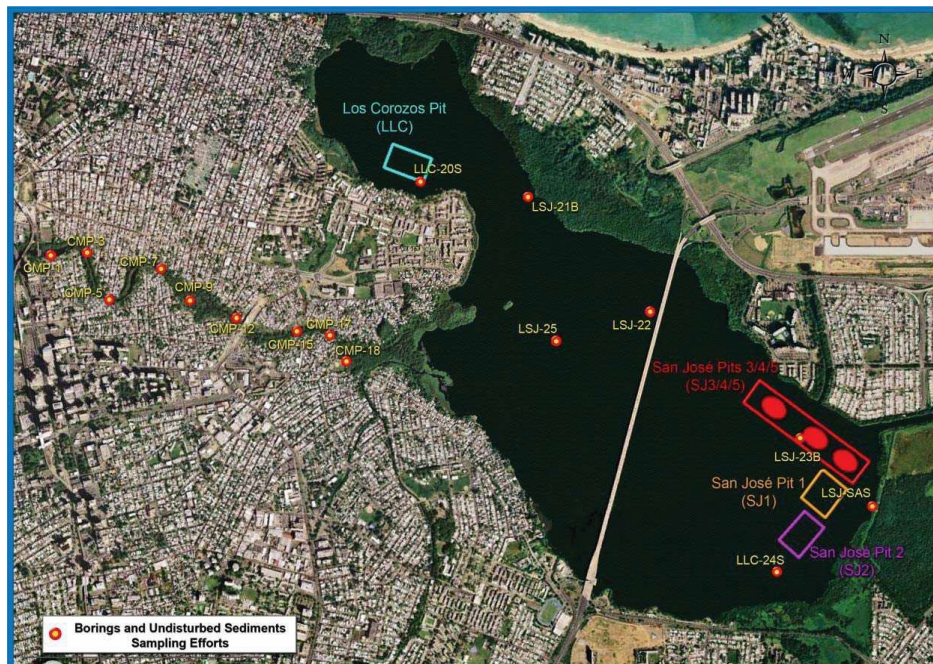 N
E
S
Los Corozos Pit
(LLC)
LLC-20S
LSJ-21B
CMP-3
CMP-1
CMP-7
CMP-5
CMP-9
CMP-12
CMP-17
CMP-15
CMP-18
LSJ-22
LSJ-25
San José Pits 3/4/5
(SJ3/4/5)
LSJ-23B
San José Pit 1
(SJ1)
LSJ-SAS
San José Pit 2
(SJ2)
LLC-24S
Borings and Undisturbed Sediments
Sampling Efforts